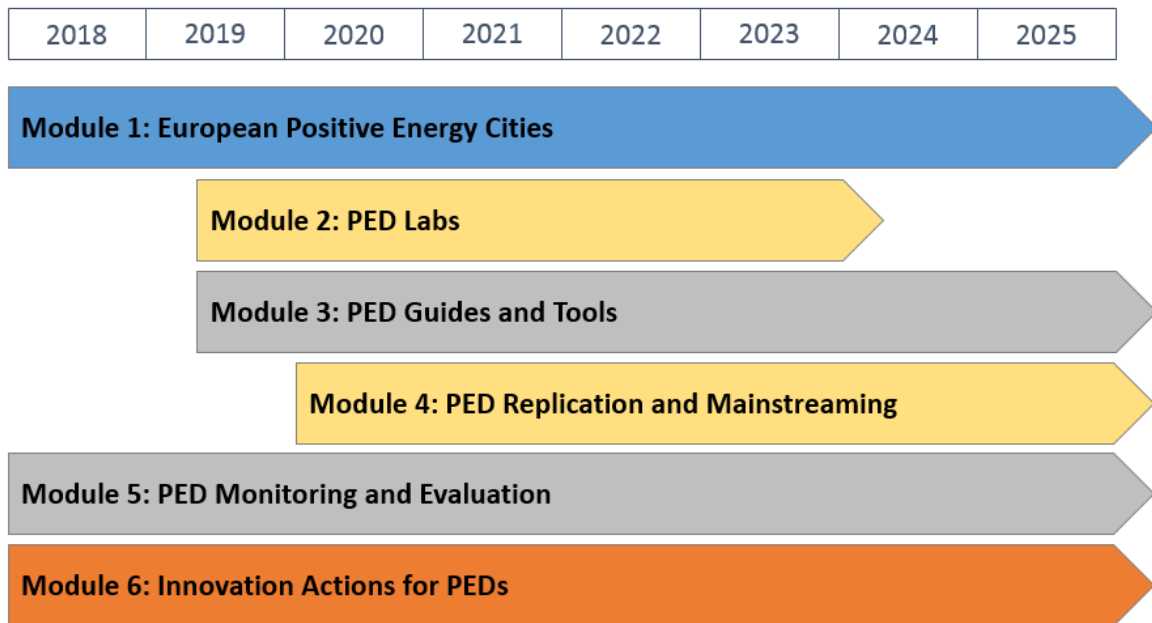 2018 2019 2020 2021 2022 2023 2024 2025
Module 1: European Positive Energy Cities
Module 2: PED Labs
Module 3: PED Guides and Tools
Module 4: PED Replication and Mainstreaming
Module 5: PED Monitoring and Evaluation
Module 6: Innovation Actions for PEDs